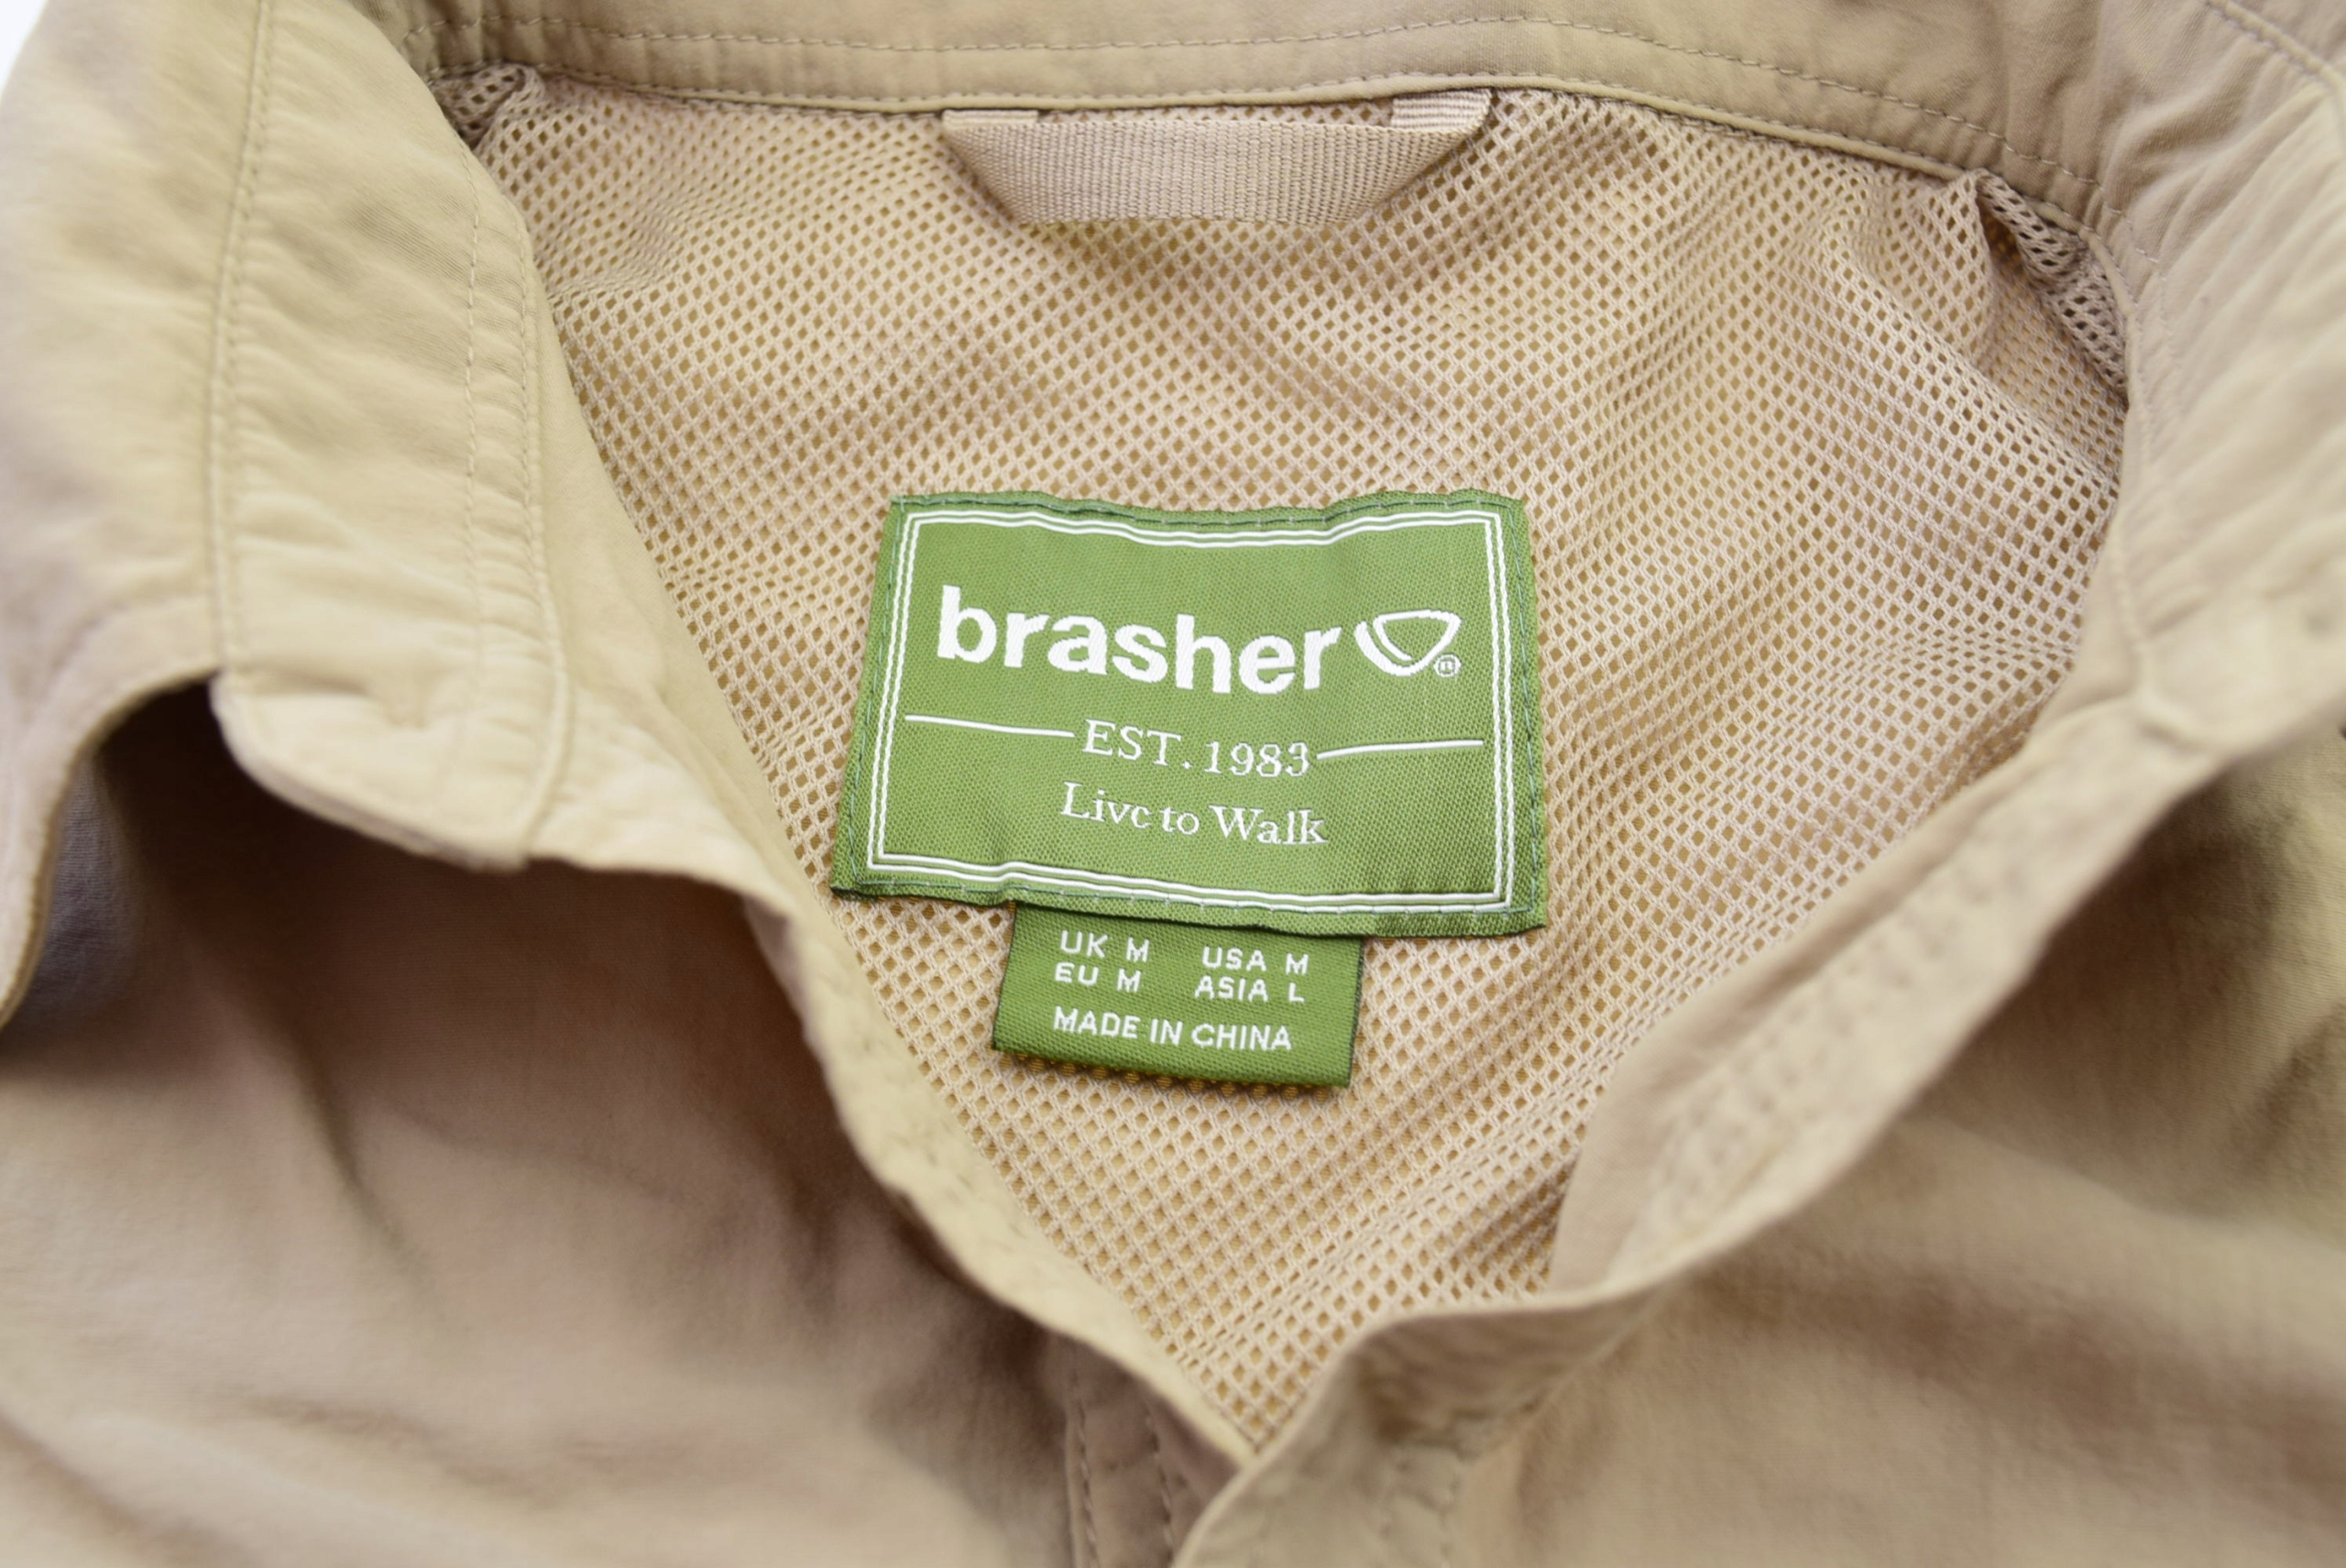 brasher®
EST. 1983
Live to Walk
UK M USA M
EU M ASIA L
MADE IN CHINA